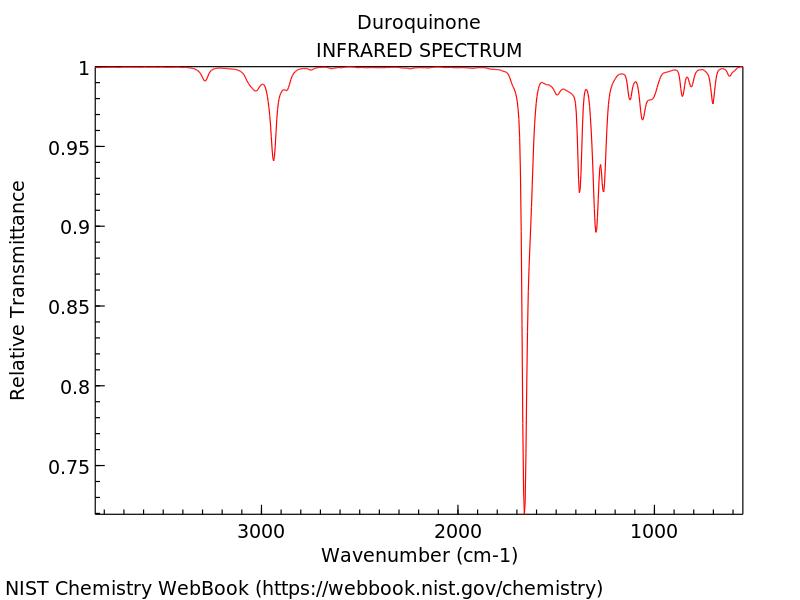 Duroquinone
INFRARED SPECTRUM
Relative Transmittance
1
0.95
0.9
0.85
0.8
0.75
3000 2000 1000
Wavenumber (cm-1)
NIST Chemistry WebBook (https://webbook.nist.gov/chemistry)